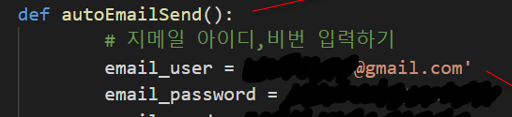 def autoEmailSend():
# 지메일 아이디,비번 입력하기
email_user = @gmail.com'
email_password =